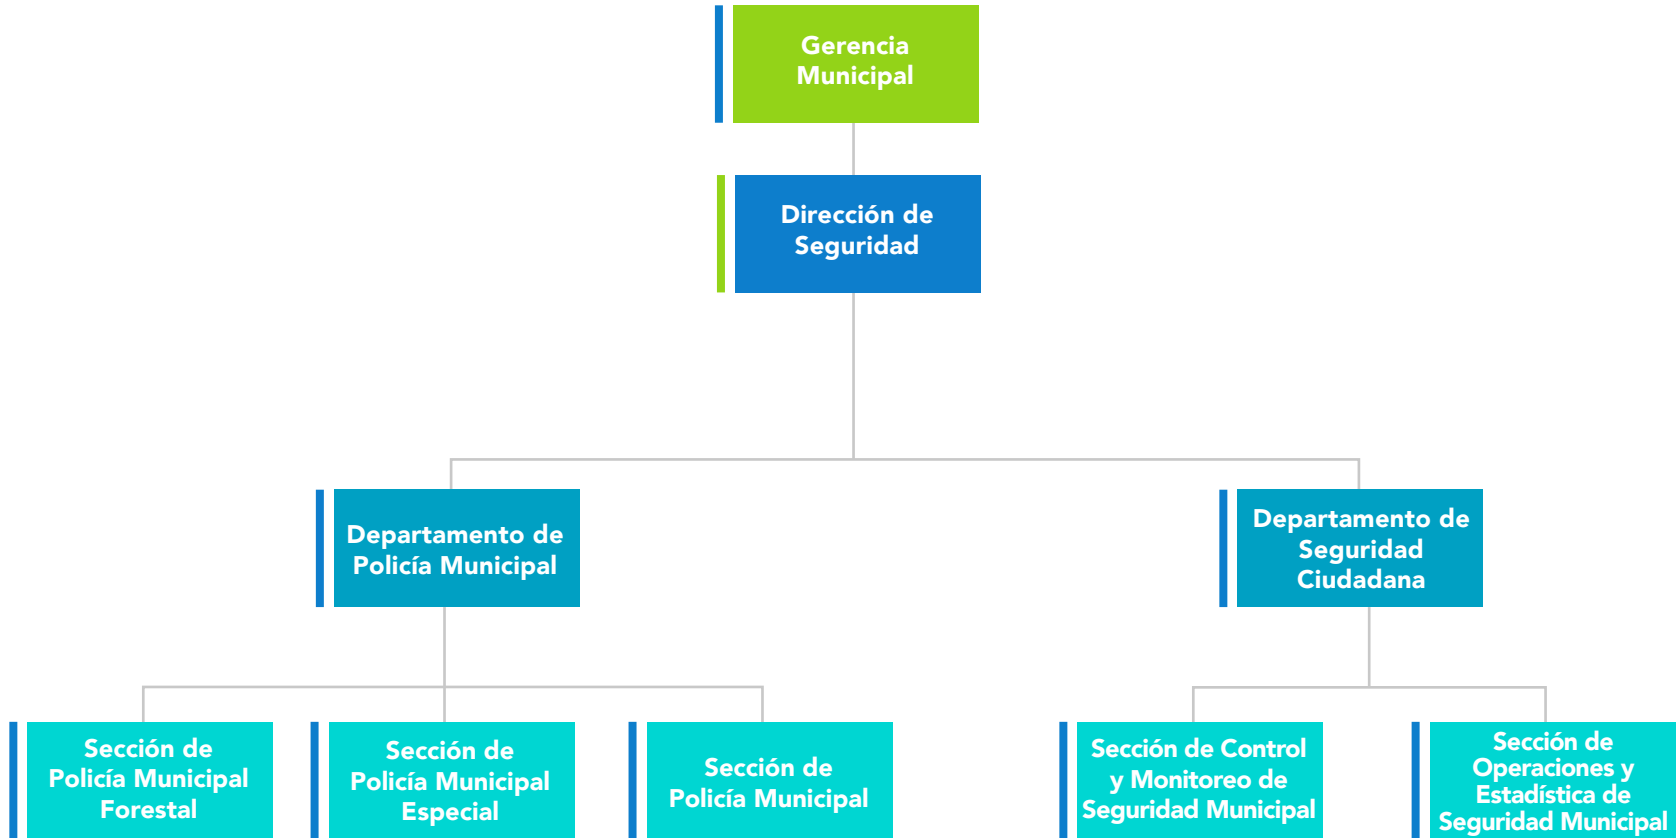 Gerencia
Municipal
Dirección de
Seguridad
Departamento de
Policía Municipal
Departamento de
Seguridad
Ciudadana
Sección de
Policía Municipal
Forestal
Sección de
Policía Municipal
Especial
Sección de
Policía Municipal
Sección de Control
y Monitoreo de
Seguridad Municipal
Sección de
Operaciones y
Estadística de
Seguridad Municipal